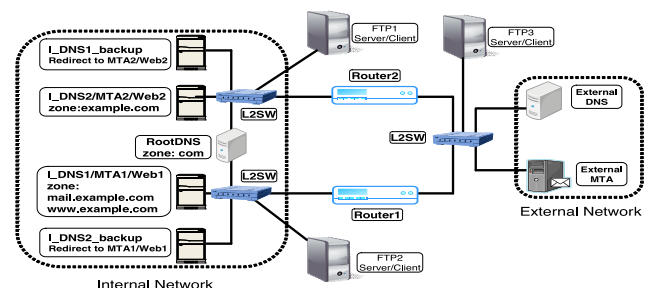 I_DNS1_backup
Redirect to MTA2/Web2
I_DNS2/MTA2/Web2
zone:example.com
RootDNS
zone: com
I_DNS1/MTA1/Web1
zone:
mail.example.com
www.example.com
I_DNS2_backup
Redirect to MTA1/Web1
Internal Network
L2SW
L2SW
FTP1
Server/Client
Router2
Router1
FTP2
Server/Client
FTP3
Server/Client
L2SW
External
DNS
External
MTA
External Network